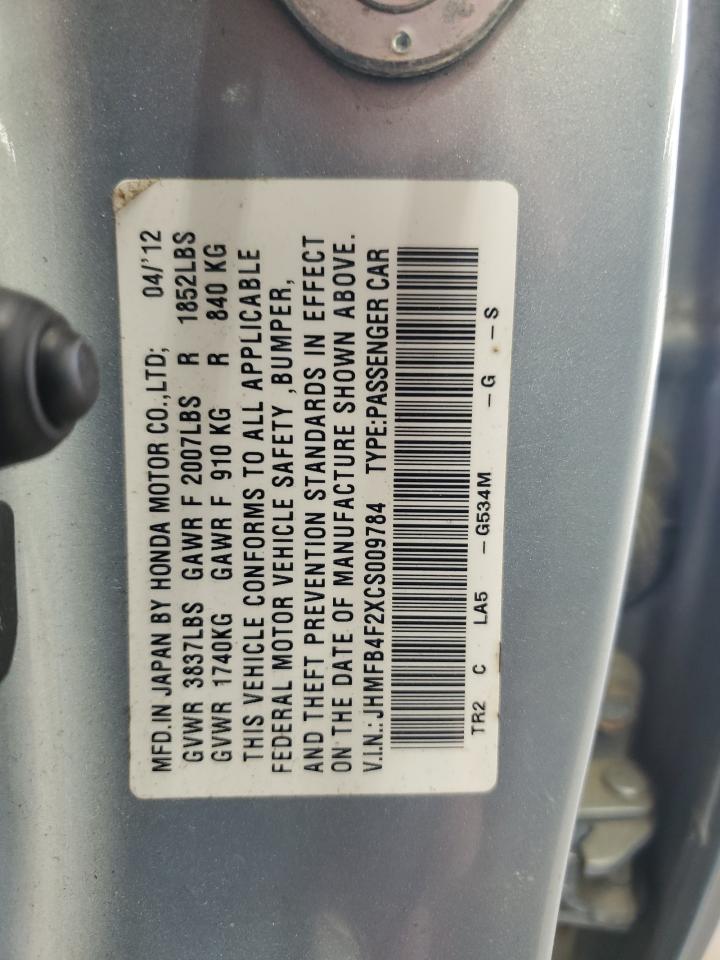 MFD.IN JAPAN BY HONDA MOTOR CO.,LTD; 04/'12
GVWR 3837LBS GAWR F 2007LBS R 1852LBS
GVWR 1740KG GAWR F 910 KG R 840 KG
THIS VEHICLE CONFORMS TO ALL APPLICABLE
FEDERAL MOTOR VEHICLE SAFETY ,BUMPER,
AND THEFT PREVENTION STANDARDS IN EFFECT
ON THE DATE OF MANUFACTURE SHOWN ABOVE.
V.I.N.:JHMFB4F2XCS009784 TYPE:PASSENGER CAR
TR2 C LA5 -G534M -G -S